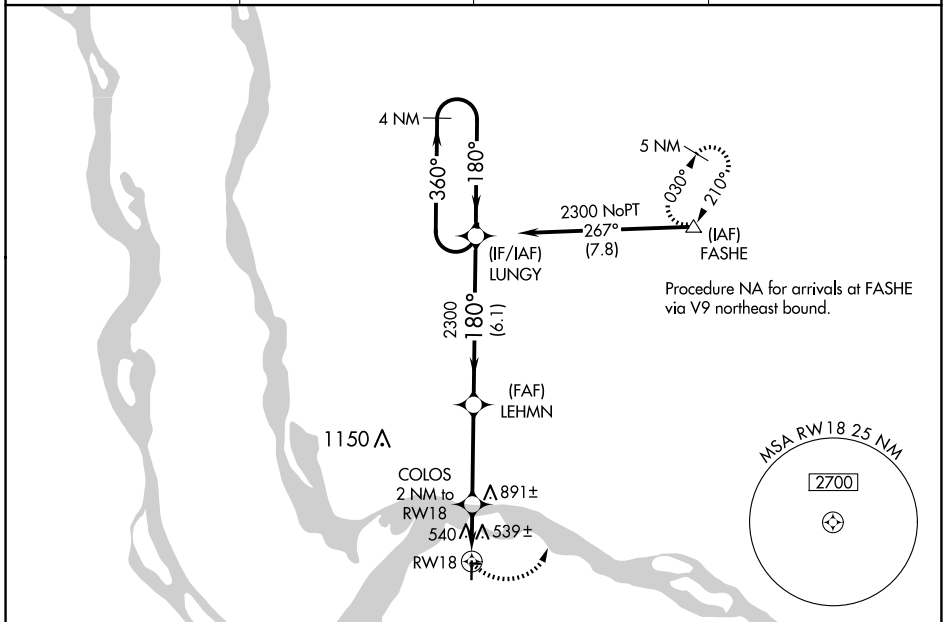 4 NM
360°
180°
5 NM
030°
210°
2300 NoPT
267°
(7.8)
(IAF)
FASHE
(IF/IAF)
LUNGY
Procedure NA for arrivals at FASHE
via V9 northeast bound.
2300
180°
(6.1)
(FAF)
LEHMN
1150
COLOS
2 NM to
RW18
891±
540
539±
RW18
MSA RW18 25 NM
2700